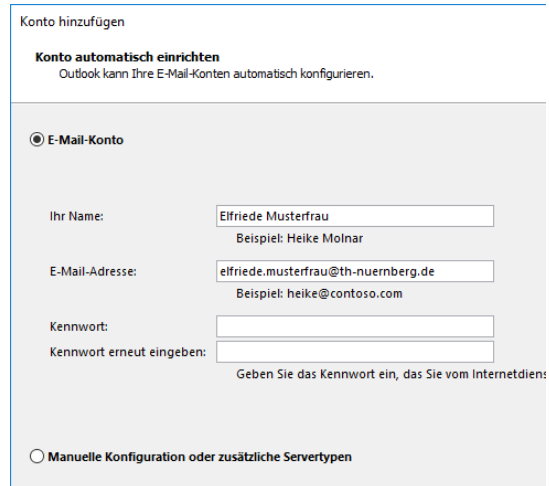 Konto hinzufügen
Konto automatisch einrichten
Outlook kann Ihre E-Mail-Konten automatisch konfigurieren.
E-Mail-Konto
Ihr Name: Elfriede Musterfrau
Beispiel: Heike Molnar
E-Mail-Adresse: elfriede.musterfrau@th-nuernberg.de
Beispiel: heike@contoso.com
Kennwort:
Kennwort erneut eingeben:
Geben Sie das Kennwort ein, das Sie vom Internetdiens
Manuelle Konfiguration oder zusätzliche Servertypen